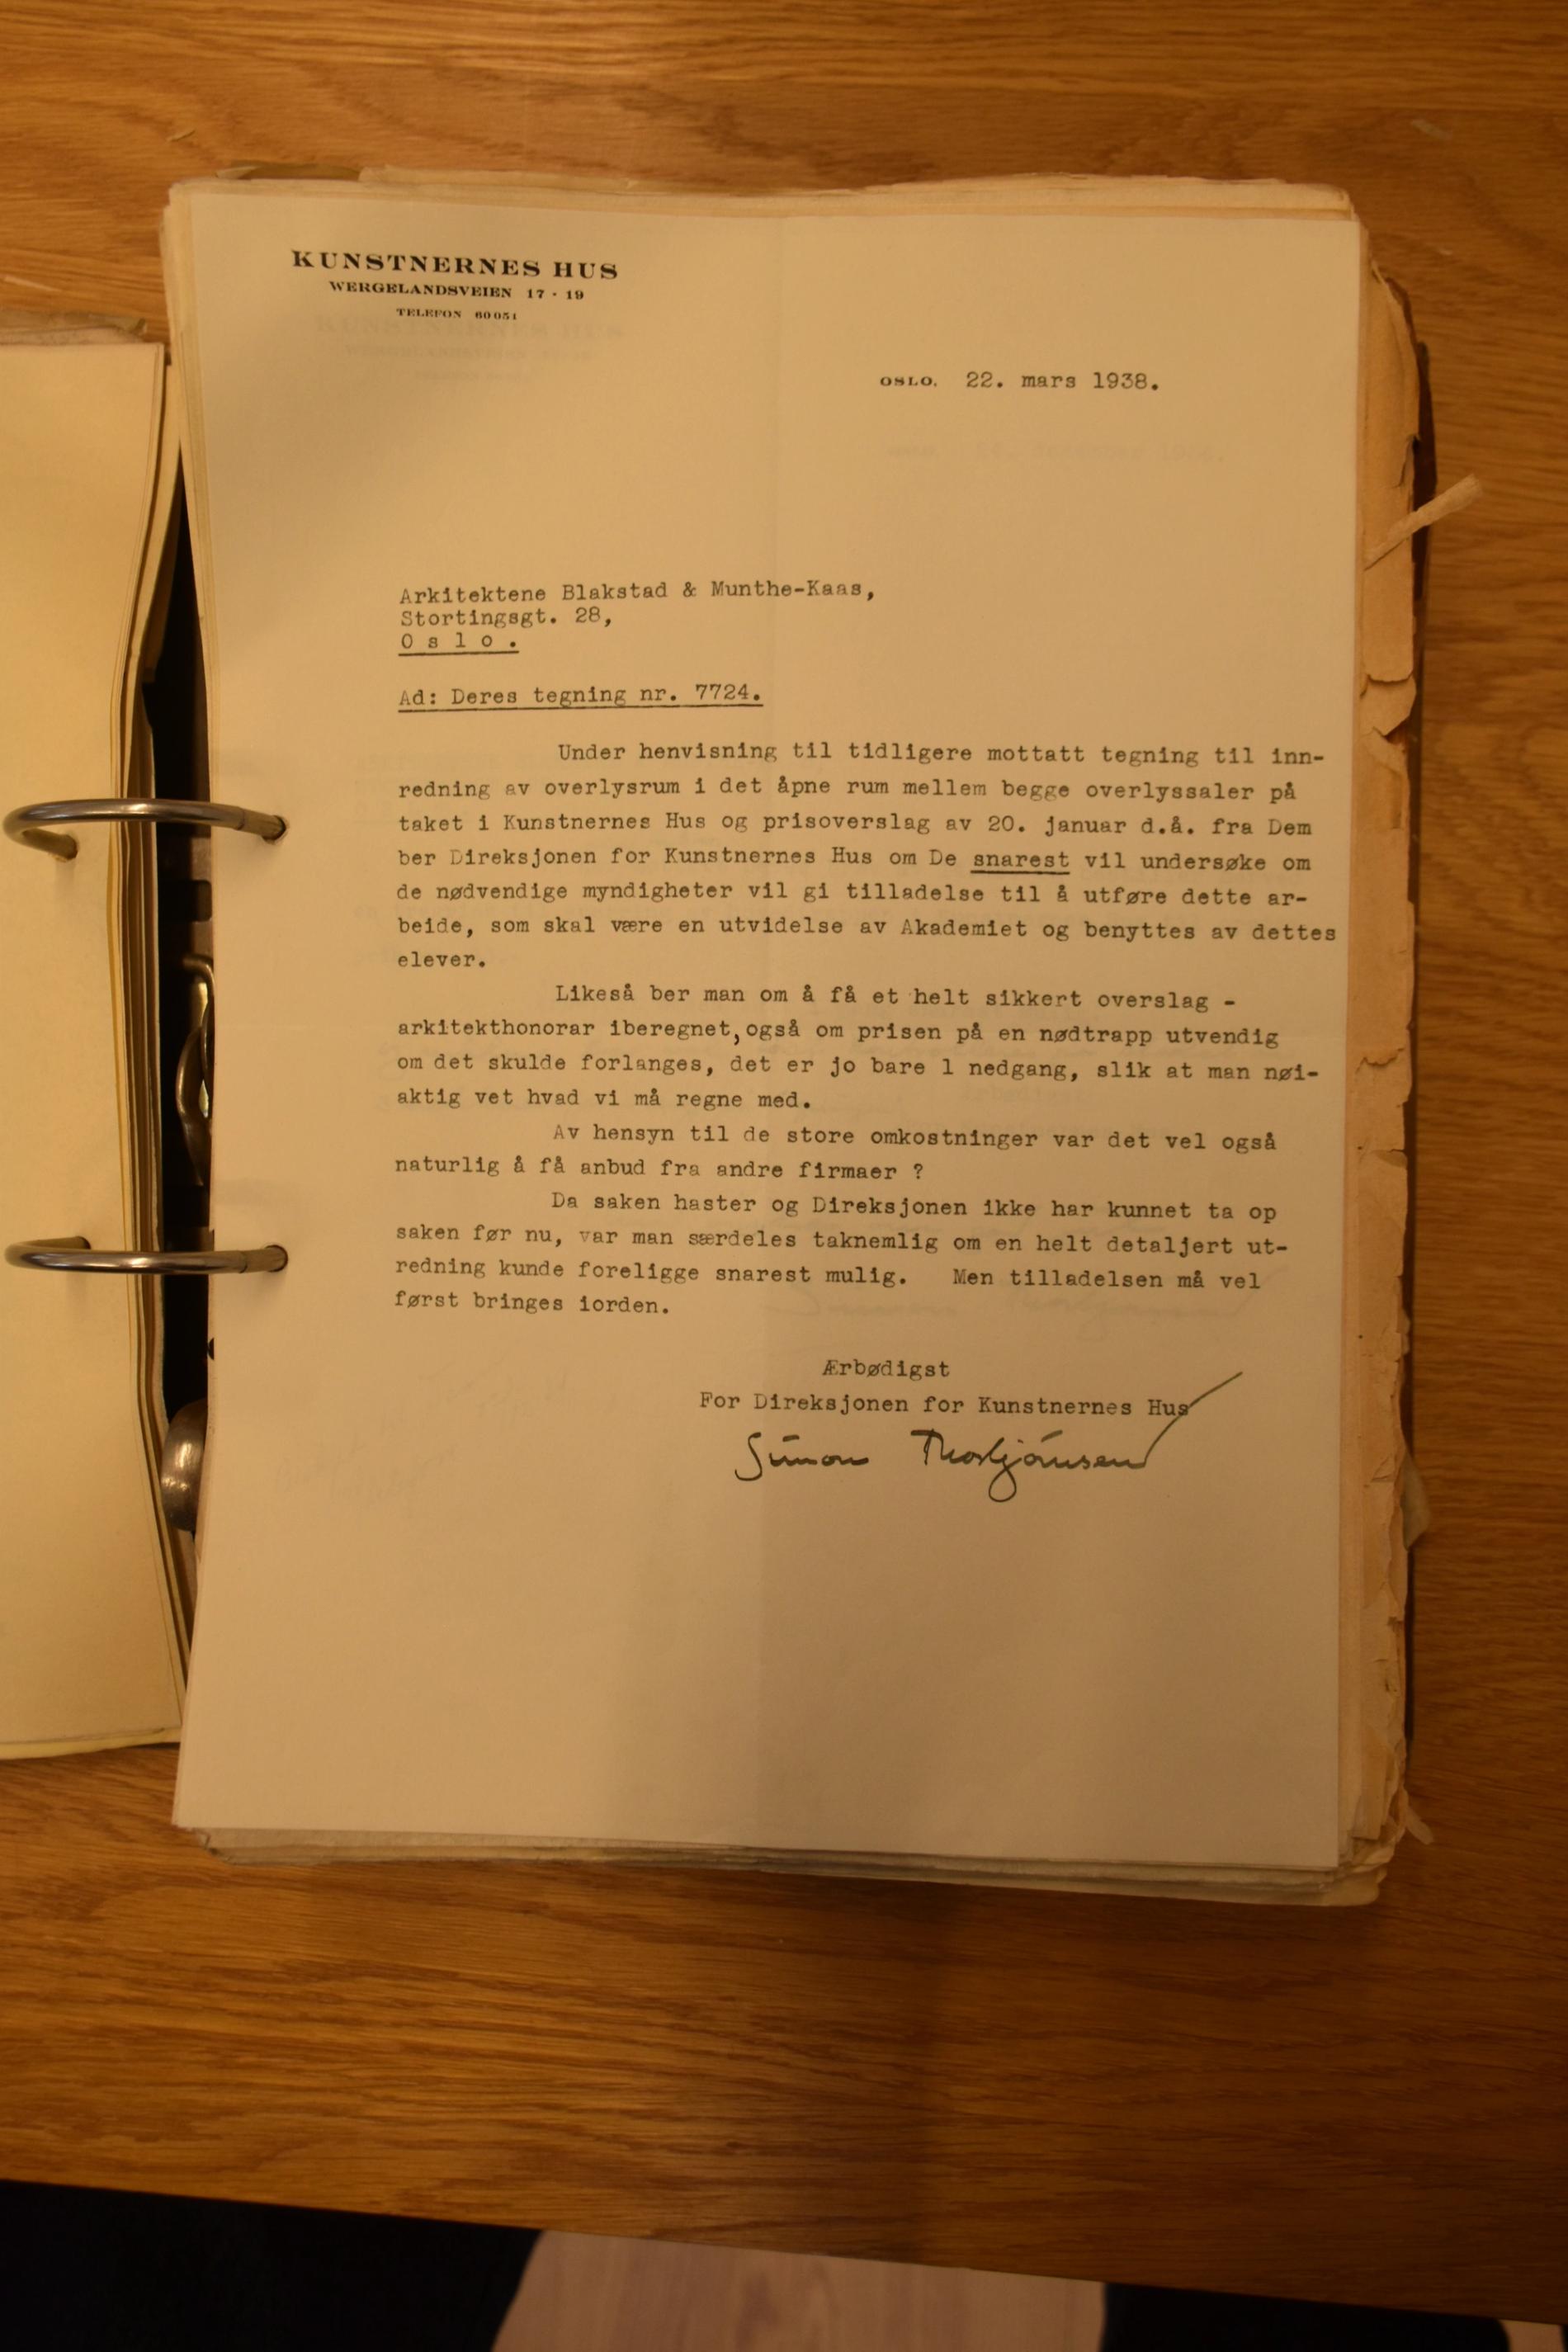 KUNSTNERNES HUS
WERGELANDSVEIEN 17 - 19
TELEFON 60051
OSLO. 22. mars 1938.
Arkitektene Blakstad & Munthe-Kaas,
Stortingsgt. 28,
O s l o .
Ad: Deres tegning nr. 7724.
Under henvisning til tidligere mottatt tegning til inn-
redning av overlysrum i det åpne rum mellem begge overlyssaler på
taket i Kunstnernes Hus og prisoverslag av 20. januar d.å. fra Dem
ber Direksjonen for Kunstnernes Hus om De snarest vil undersøke om
de nødvendige myndigheter vil gi tilladelse til å utføre dette ar-
beide, som skal være en utvidelse av Akademiet og benyttes av dettes
elever.
Likeså ber man om å få et helt sikkert overslag -
arkitekthonorar iberegnet, også om prisen på en nødtrapp utvendig
om det skulde forlanges, det er jo bare 1 nedgang, slik at man nøi-
aktig vet hvad vi må regne med.
Av hensyn til de store omkostninger var det vel også
naturlig å få anbud fra andre firmaer ?
Da saken haster og Direksjonen ikke har kunnet ta op
saken før nu, var man særdeles taknemlig om en helt detaljert ut-
redning kunde foreligge snarest mulig. Men tilladelsen må vel
først bringes iorden.
Ærbødigst
For Direksjonen for Kunstnernes Hus
Simon Thorbjörnsen